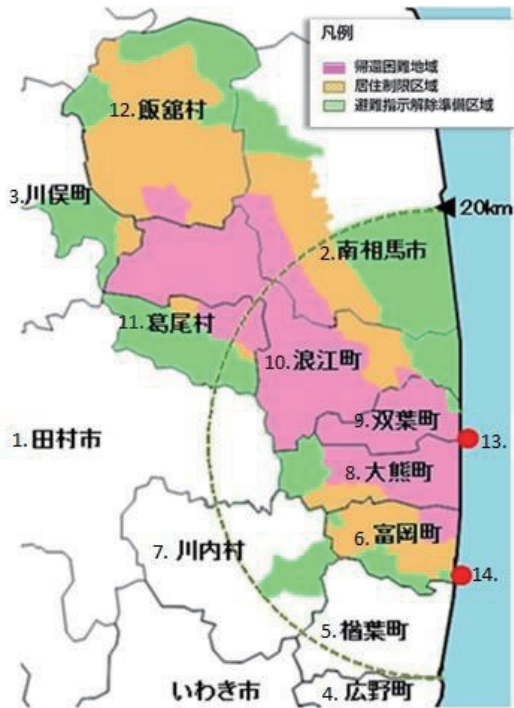 凡例
帰還困難地域
居住制限区域
避難指示解除準備区域
12. 飯舘村
3. 川俣町
20km
2. 南相馬市
11. 葛尾村
10. 浪江町
9. 双葉町
1. 田村市
13.
8. 大熊町
6. 富岡町
7. 川内村
14.
5. 楢葉町
いわき市
4. 広野町